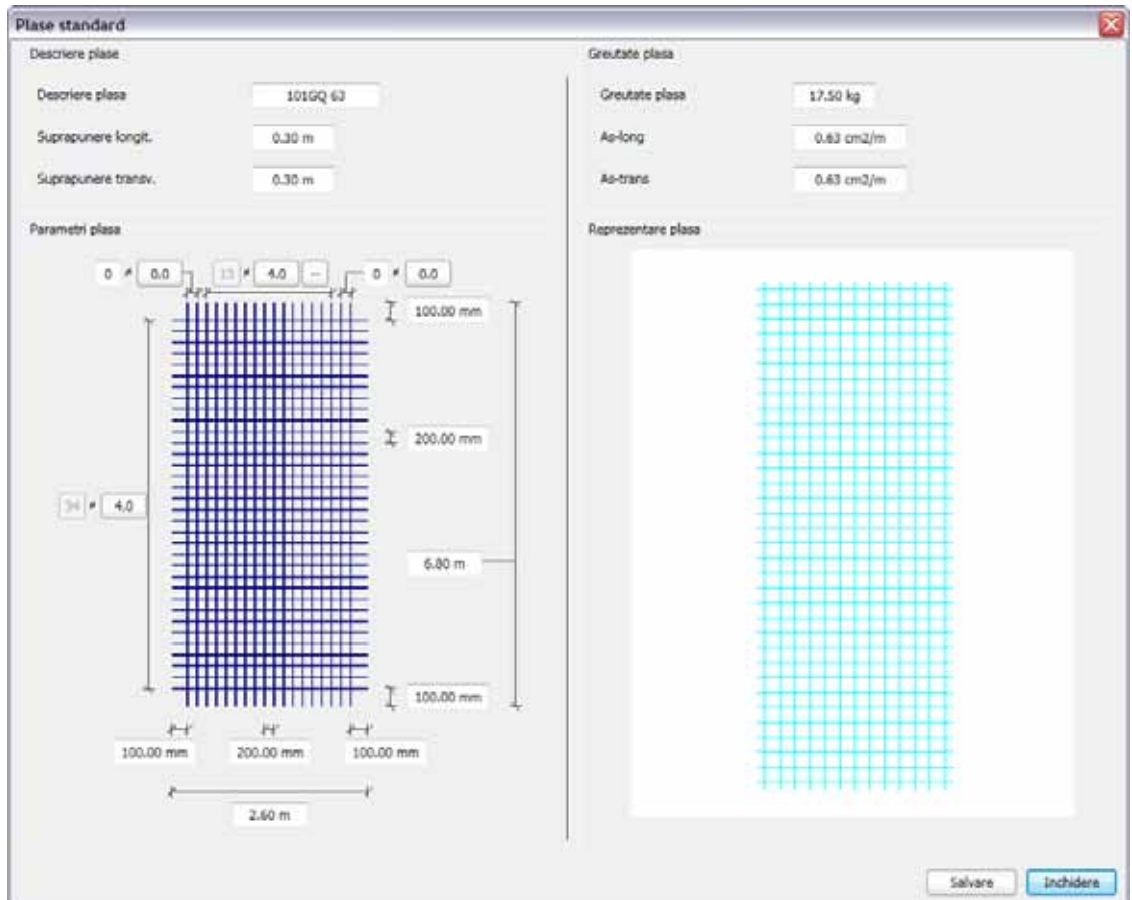 Plase standard
Descriere plase
Descriere plasa 101GQ 63
Suprapunere longit. 0.30 m
Suprapunere transv. 0.30 m
Greutate plasa
Greutate plasa 17.50 kg
As-long 0.63 cm2/m
As-trans 0.63 cm2/m
Parametri plasa
0 ≠ 0.0 13 ≠ 4.0 -- 0 ≠ 0.0
100.00 mm
200.00 mm
34 ≠ 4.0
6.80 m
100.00 mm
100.00 mm 200.00 mm 100.00 mm
2.60 m
Reprezentare plasa
Salvare Inchidere